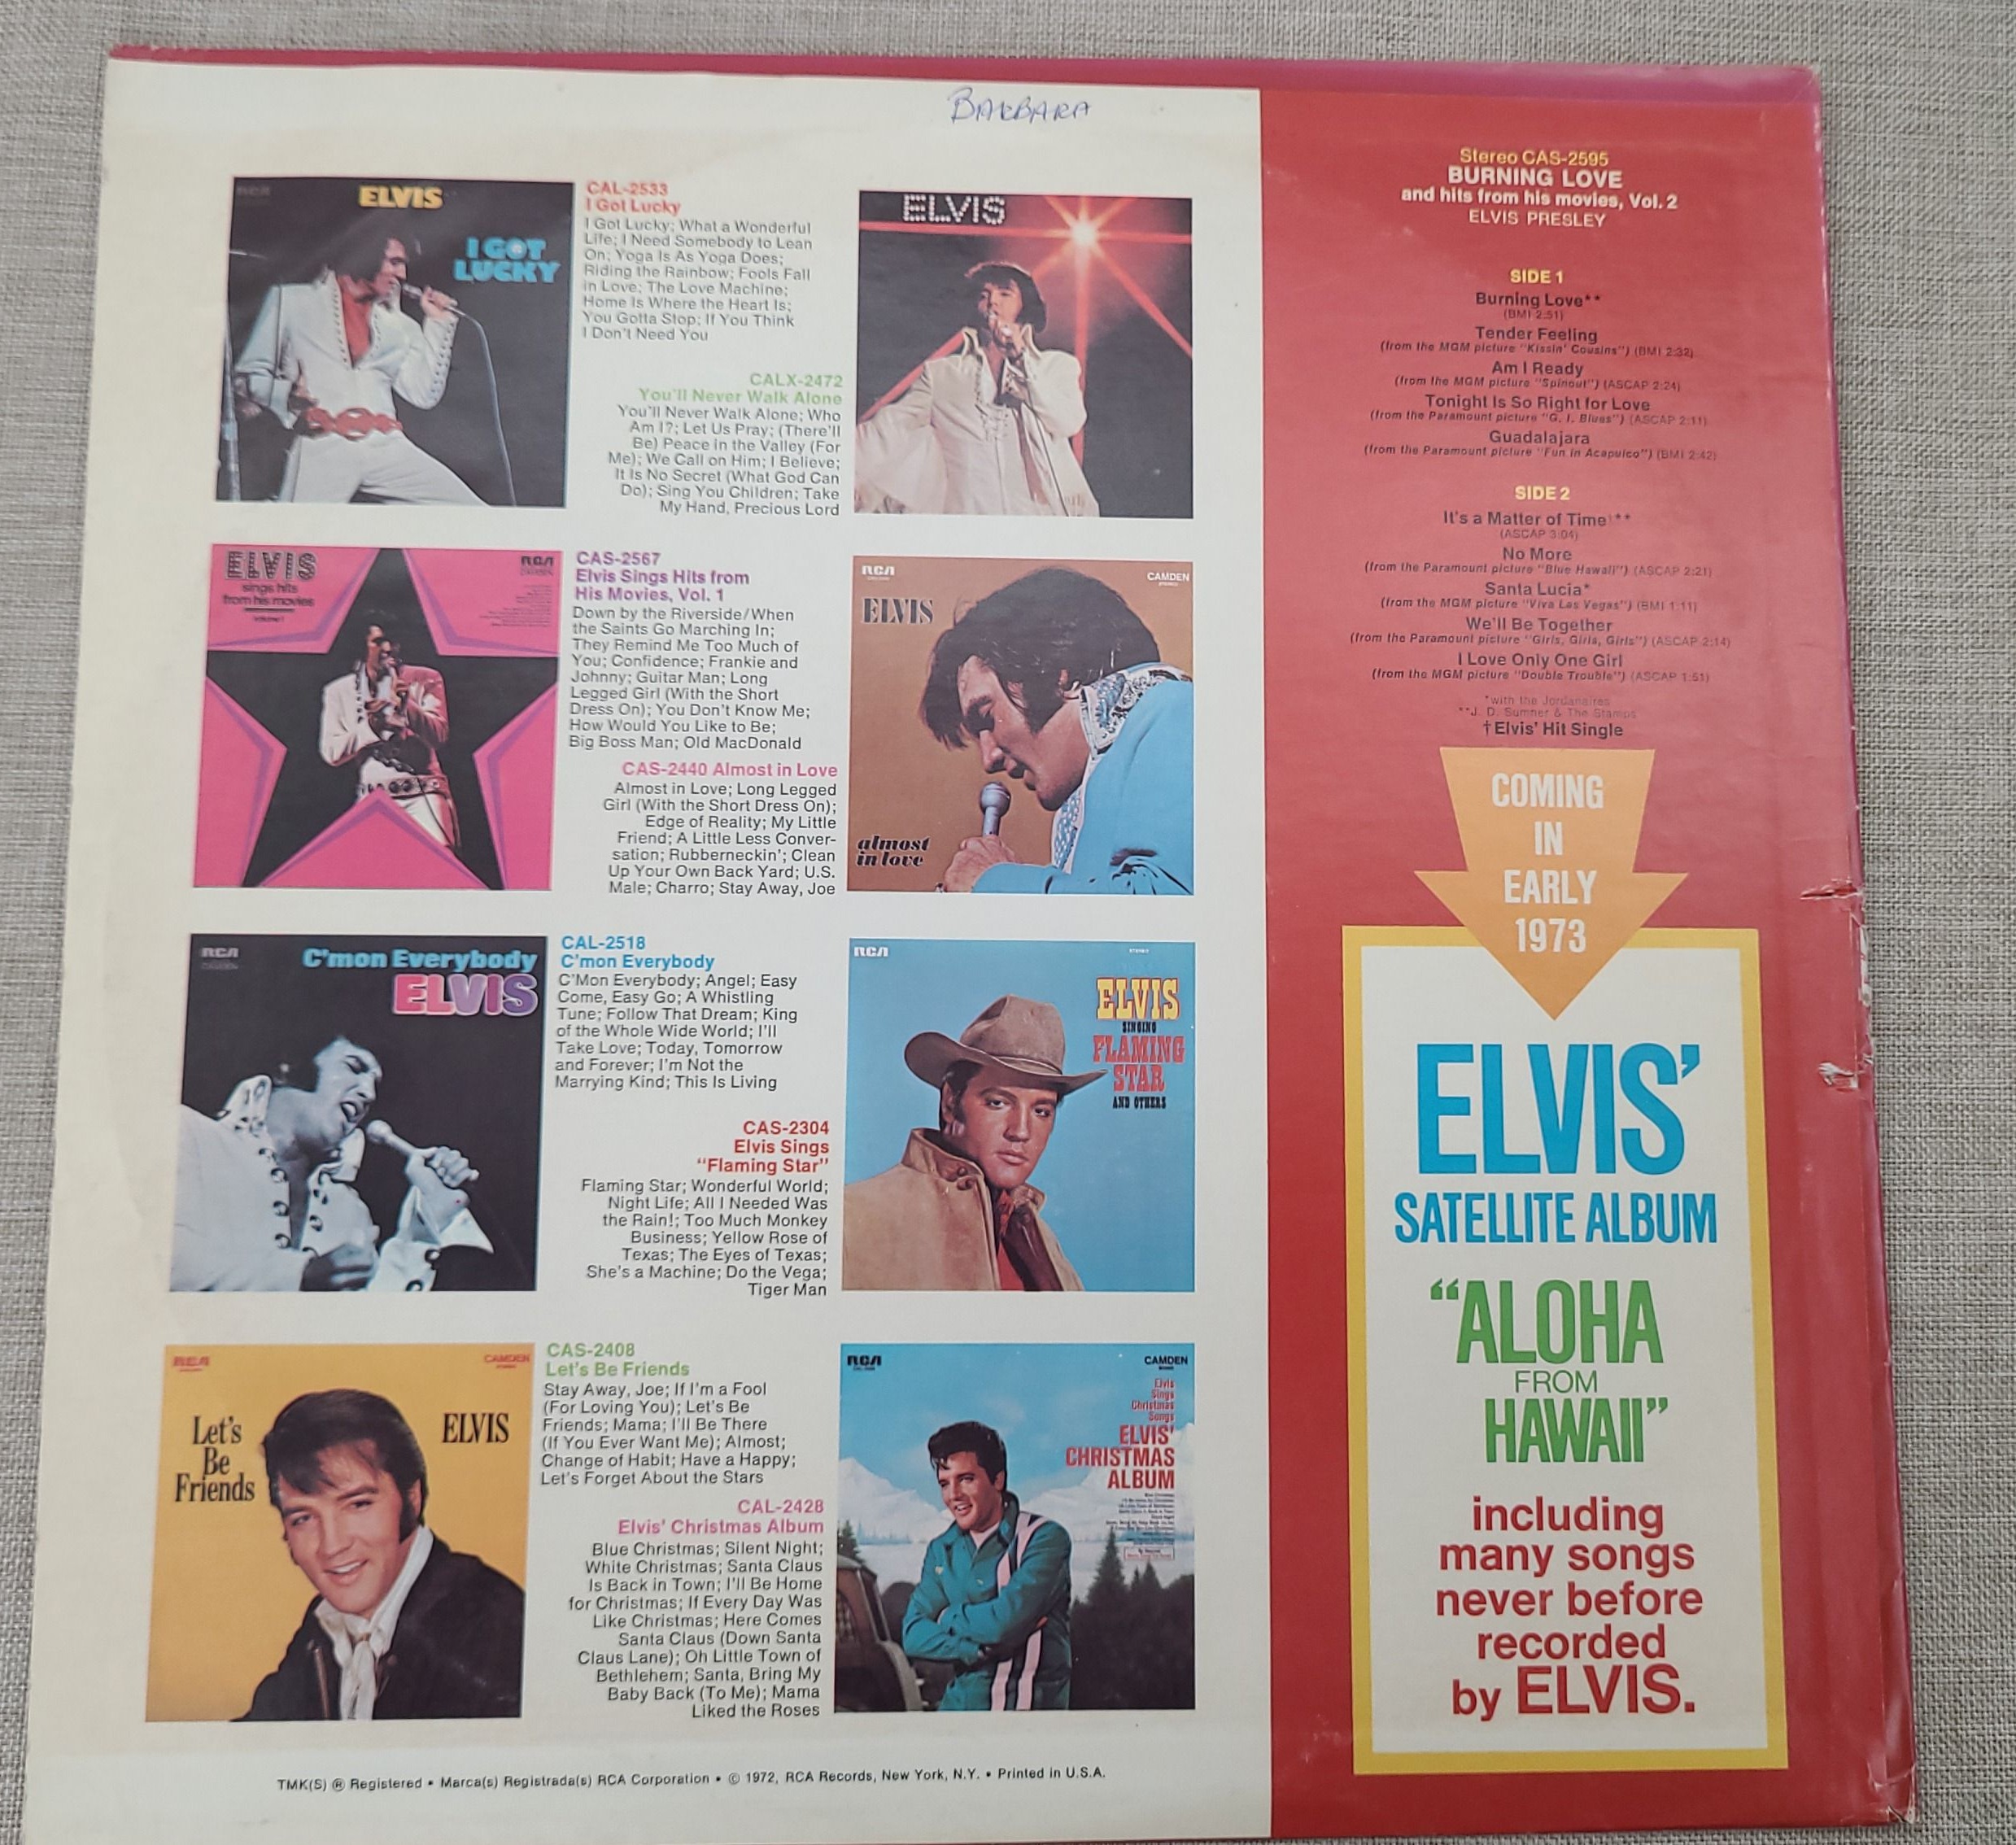 BARBARA
ELVIS
I GOT
LUCKY
CAL-2533
I Got Lucky
I Got Lucky; What a Wonderful
Life; I Need Somebody to Lean
On; Yoga Is As Yoga Does;
Riding the Rainbow; Fools Fall
in Love; The Love Machine;
Home Is Where the Heart Is;
You Gotta Stop; If You Think
I Don't Need You
CALX-2472
You'll Never Walk Alone
You'll Never Walk Alone; Who
Am I?; Let Us Pray; (There'll
Be) Peace in the Valley (For
Me); We Call on Him; I Believe;
It Is No Secret (What God Can
Do); Sing You Children; Take
My Hand, Precious Lord
ELVIS
ELVIS
sings hits
from his movies
volume 1
RCA
CAS-2567
Elvis Sings Hits from
His Movies, Vol. 1
Down by the Riverside/When
the Saints Go Marching In;
They Remind Me Too Much of
You; Confidence; Frankie and
Johnny; Guitar Man; Long
Legged Girl (With the Short
Dress On); You Don't Know Me;
How Would You Like to Be;
Big Boss Man; Old MacDonald
CAS-2440 Almost in Love
Almost in Love; Long Legged
Girl (With the Short Dress On);
Edge of Reality; My Little
Friend; A Little Less Conver-
sation; Rubberneckin'; Clean
Up Your Own Back Yard; U.S.
Male; Charro; Stay Away, Joe
RCA
CAMDEN
ELVIS
almost
in love
RCA
C'mon Everybody
ELVIS
CAL-2518
C'mon Everybody
C'Mon Everybody; Angel; Easy
Come, Easy Go; A Whistling
Tune; Follow That Dream; King
of the Whole Wide World; I'll
Take Love; Today, Tomorrow
and Forever; I'm Not the
Marrying Kind; This Is Living
CAS-2304
Elvis Sings
"Flaming Star"
Flaming Star; Wonderful World;
Night Life; All I Needed Was
the Rain!; Too Much Monkey
Business; Yellow Rose of
Texas; The Eyes of Texas;
She's a Machine; Do the Vega;
Tiger Man
RCA
STEREO
ELVIS
SINGING
FLAMING
STAR
AND OTHERS
RCA
CAMDEN
Let's
Be
Friends
ELVIS
CAS-2408
Let's Be Friends
Stay Away, Joe; If I'm a Fool
(For Loving You); Let's Be
Friends; Mama; I'll Be There
(If You Ever Want Me); Almost;
Change of Habit; Have a Happy;
Let's Forget About the Stars
CAL-2428
Elvis' Christmas Album
Blue Christmas; Silent Night;
White Christmas; Santa Claus
Is Back in Town; I'll Be Home
for Christmas; If Every Day Was
Like Christmas; Here Comes
Santa Claus (Down Santa
Claus Lane); Oh Little Town of
Bethlehem; Santa, Bring My
Baby Back (To Me); Mama
Liked the Roses
RCA
CAMDEN
Elvis
Sings
Christmas
Songs
ELVIS'
CHRISTMAS
ALBUM
TMK(S) ® Registered • Marca(s) Registrada(s) RCA Corporation • © 1972, RCA Records, New York, N.Y. • Printed in U.S.A.
Stereo CAS-2595
BURNING LOVE
and hits from his movies, Vol. 2
ELVIS PRESLEY
SIDE 1
Burning Love**
(BMI 2:51)
Tender Feeling
(from the MGM picture "Kissin' Cousins") (BMI 2:32)
Am I Ready
(from the MGM picture "Spinout") (ASCAP 2:24)
Tonight Is So Right for Love
(from the Paramount picture "G. I. Blues") (ASCAP 2:11)
Guadalajara
(from the Paramount picture "Fun in Acapulco") (BMI 2:42)
SIDE 2
It's a Matter of Time**
(ASCAP 3:04)
No More
(from the Paramount picture "Blue Hawaii") (ASCAP 2:21)
Santa Lucia*
(from the MGM picture "Viva Las Vegas") (BMI 1:11)
We'll Be Together
(from the Paramount picture "Girls, Girls, Girls") (ASCAP 2:14)
I Love Only One Girl
(from the MGM picture "Double Trouble") (ASCAP 1:51)
*with the Jordanaires
**J. D. Sumner & The Stamps
†Elvis' Hit Single
COMING
IN
EARLY
1973
ELVIS'
SATELLITE ALBUM
"ALOHA
FROM
HAWAII"
including
many songs
never before
recorded
by ELVIS.